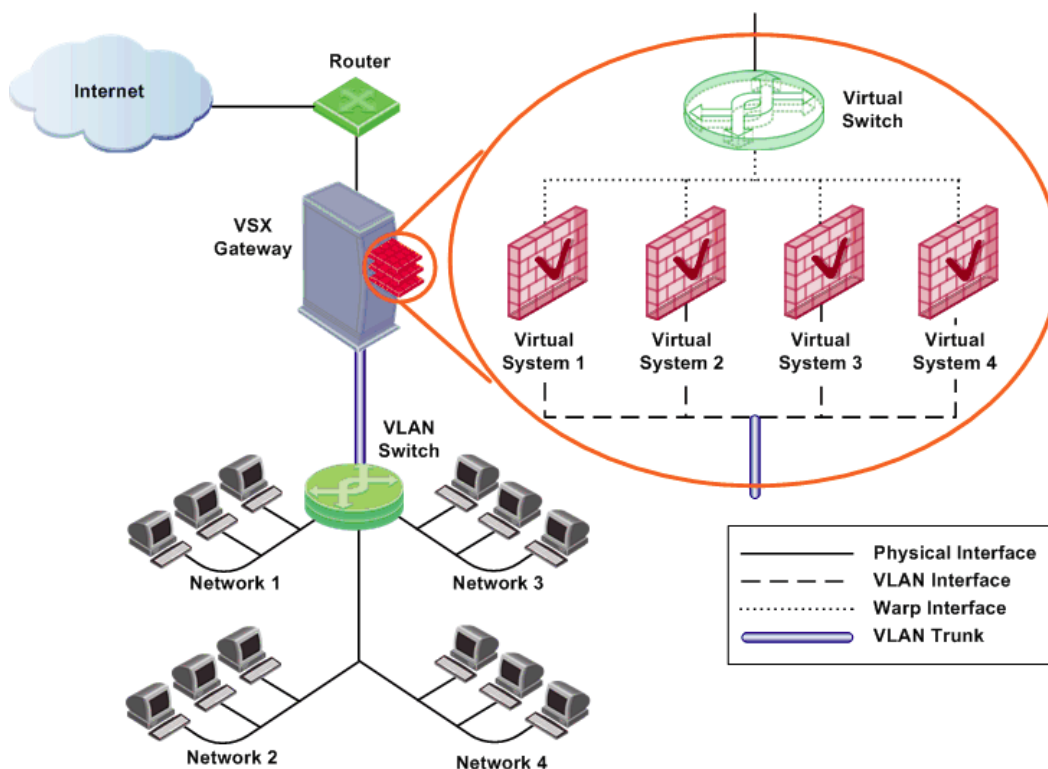 Internet
Router
VSX
Gateway
VLAN
Switch
Network 1
Network 3
Network 2
Network 4
Virtual
Switch
Virtual
System 1
Virtual
System 2
Virtual
System 3
Virtual
System 4
Physical Interface
VLAN Interface
Warp Interface
VLAN Trunk